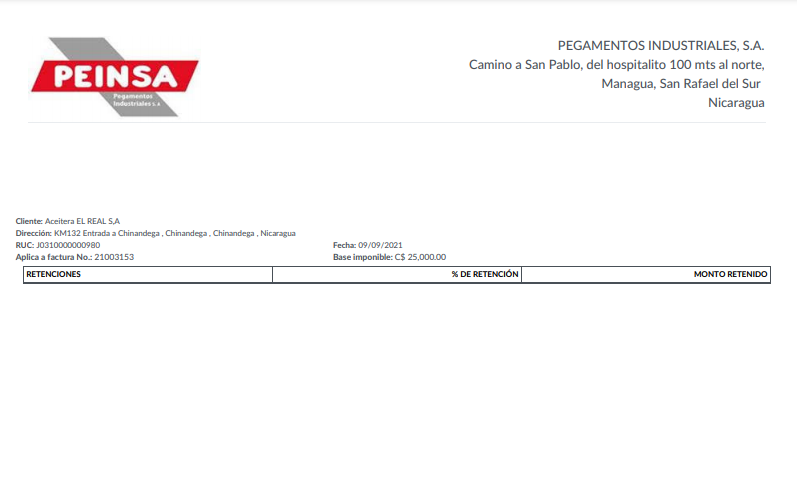 PEINSA
Pegamentos
Industriales S.A
PEGAMENTOS INDUSTRIALES, S.A.
Camino a San Pablo, del hospitalito 100 mts al norte,
Managua, San Rafael del Sur
Nicaragua
Cliente: Aceitera EL REAL S,A
Dirección: KM132 Entrada a Chinandega , Chinandega , Chinandega , Nicaragua
RUC: J0310000000980 Fecha: 09/09/2021
Aplica a factura No.: 21003153 Base imponible: C$ 25,000.00
RETENCIONES % DE RETENCIÓN MONTO RETENIDO